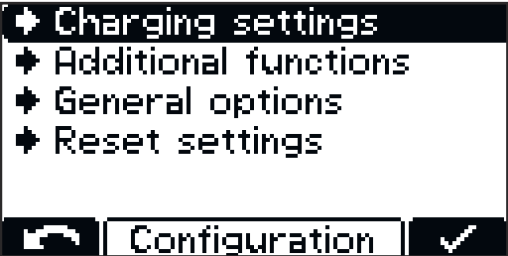 Charging settings
Additional functions
General options
Reset settings
Configuration